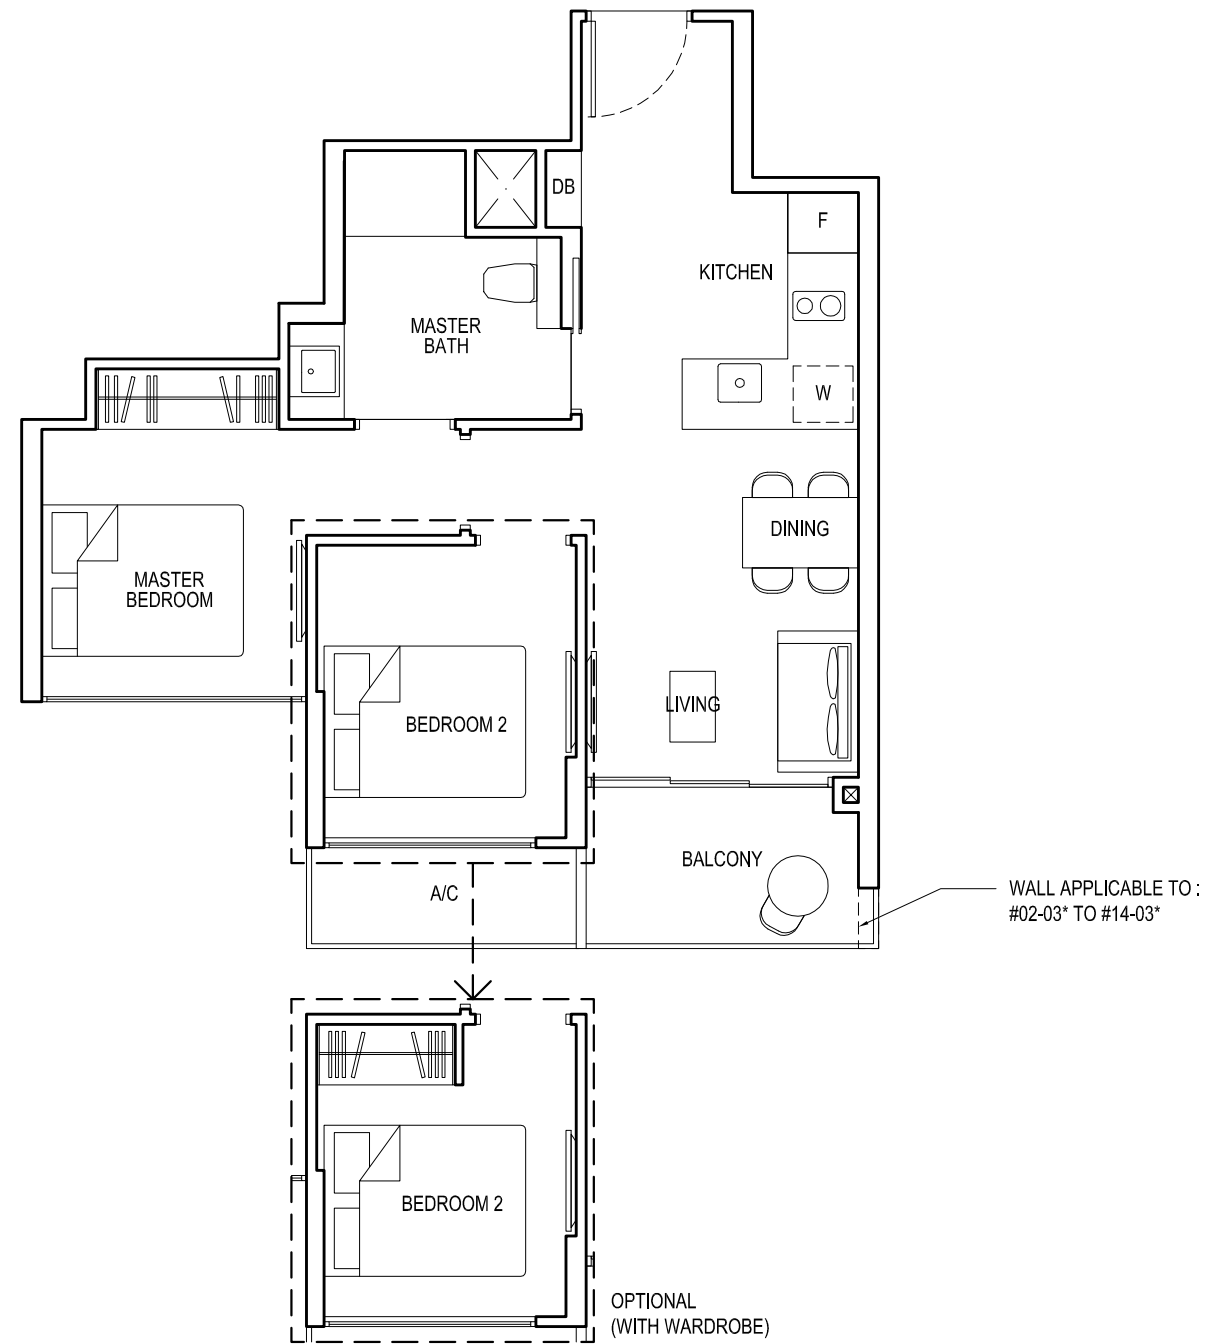 DB
F
KITCHEN
MASTER
BATH
W
DINING
MASTER
BEDROOM
LIVING
BEDROOM 2
BALCONY
A/C
WALL APPLICABLE TO :
#02-03* TO #14-03*
BEDROOM 2
OPTIONAL
(WITH WARDROBE)